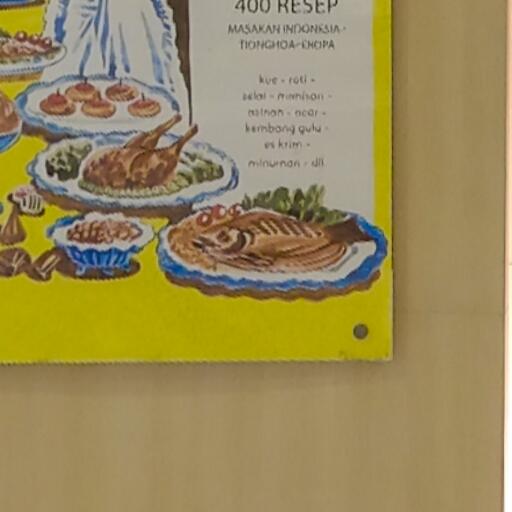 400 RESEP
MASAKAN INDONESIA -
TIONGHOA - EROPA
kue - roti -
selai - manisan -
asinan - acar -
kembang gula -
es krim -
minuman - dll